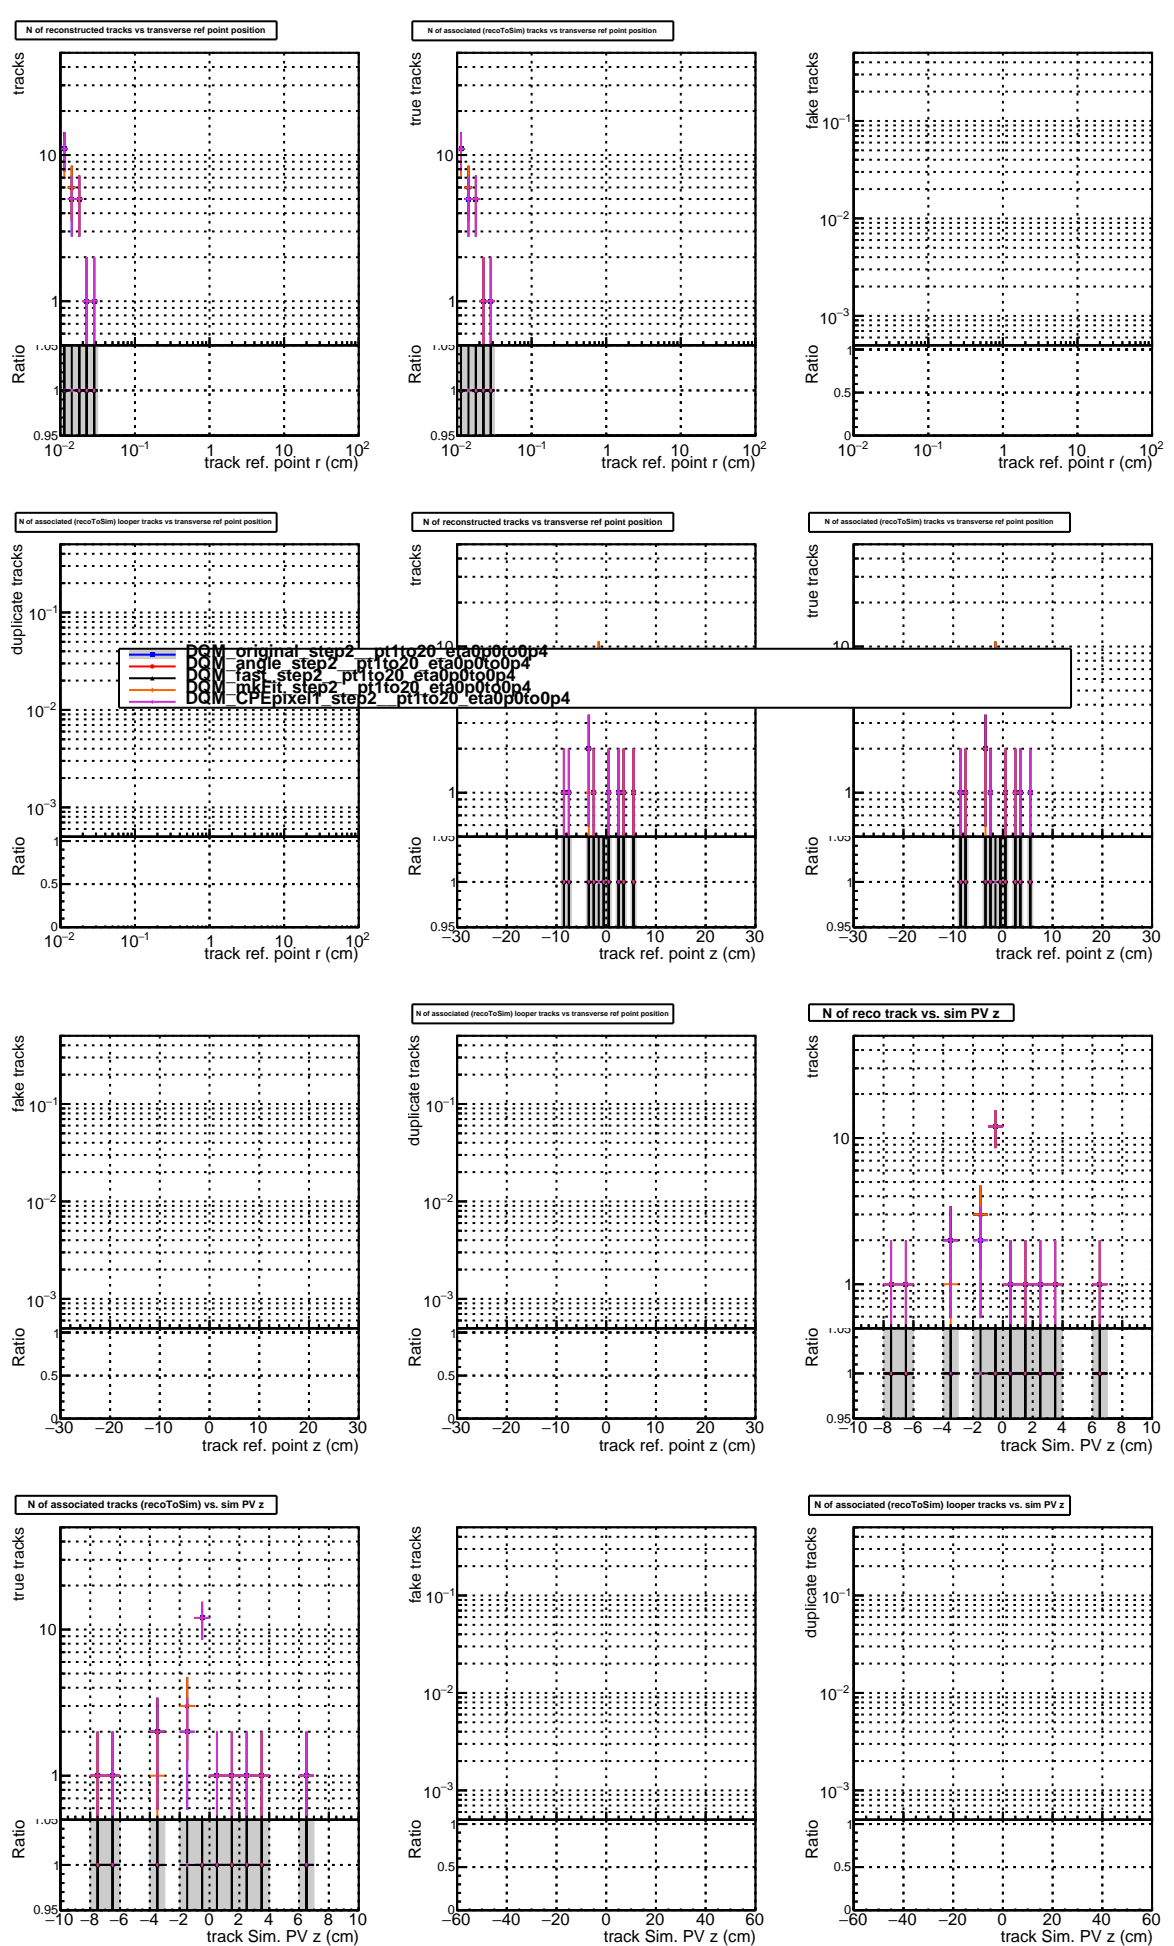 N of reconstructed tracks vs transverse ref point position
tracks
10
1
1.05
Ratio
1
0.95
10−2 10−1 1 10 102
track ref. point r (cm)
N of associated (recoToSim) tracks vs transverse ref point position
true tracks
10
1
1.05
Ratio
1
0.95
10−2 10−1 1 10 102
track ref. point r (cm)
fake tracks
10−1
10−2
10−3
Ratio
1
0.5
0
10−2 10−1 1 10 102
track ref. point r (cm)
N of associated (recoToSim) looper tracks vs transverse ref point position
duplicate tracks
10−1
10−2
10−3
Ratio
1
0.5
0
10−2 10−1 1 10 102
track ref. point r (cm)
N of reconstructed tracks vs transverse ref point position
tracks
10
1
1.05
Ratio
1
0.95
−30 −20 −10 0 10 20 30
track ref. point z (cm)
N of associated (recoToSim) tracks vs transverse ref point position
true tracks
10
1
1.05
Ratio
1
0.95
−30 −20 −10 0 10 20 30
track ref. point z (cm)
DQM_original_step2__pt1to20_eta0p0to0p4
DQM_angle_step2__pt1to20_eta0p0to0p4
DQM_fast_step2__pt1to20_eta0p0to0p4
DQM_mkFit_step2__pt1to20_eta0p0to0p4
DQM_CPEpixel1_step2__pt1to20_eta0p0to0p4
fake tracks
10−1
10−2
10−3
Ratio
1
0.5
0
−30 −20 −10 0 10 20 30
track ref. point z (cm)
N of associated (recoToSim) looper tracks vs transverse ref point position
duplicate tracks
10−1
10−2
10−3
Ratio
1
0.5
0
−30 −20 −10 0 10 20 30
track ref. point z (cm)
N of reco track vs. sim PV z
tracks
10
1
1.05
Ratio
1
0.95
−10 −8 −6 −4 −2 0 2 4 6 8 10
track Sim. PV z (cm)
N of associated tracks (recoToSim) vs. sim PV z
true tracks
10
1
1.05
Ratio
1
0.95
−10 −8 −6 −4 −2 0 2 4 6 8 10
track Sim. PV z (cm)
fake tracks
10−1
10−2
10−3
Ratio
1
0.5
0
−60 −40 −20 0 20 40 60
track Sim. PV z (cm)
N of associated (recoToSim) looper tracks vs. sim PV z
duplicate tracks
10−1
10−2
10−3
Ratio
1
0.5
0
−60 −40 −20 0 20 40 60
track Sim. PV z (cm)